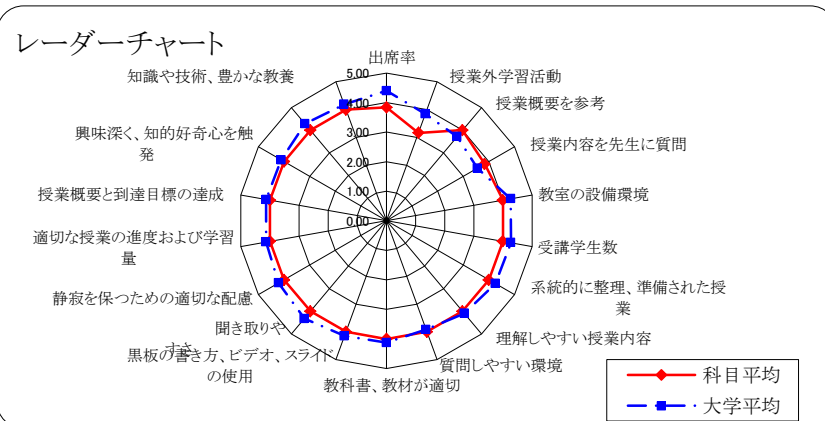 レーダーチャート
出席率
授業外学習活動
授業概要を参考
授業内容を先生に質問
教室の設備環境
受講学生数
系統的に整理、準備された授
業
理解しやすい授業内容
質問しやすい環境
教科書、教材が適切
黒板の書き方、ビデオ、スライド
の使用
聞き取りや
すさ
静寂を保つための適切な配慮
適切な授業の進度および学習
量
授業概要と到達目標の達成
興味深く、知的好奇心を触
発
知識や技術、豊かな教養
5.00
4.00
3.00
2.00
1.00
0.00
科目平均
大学平均